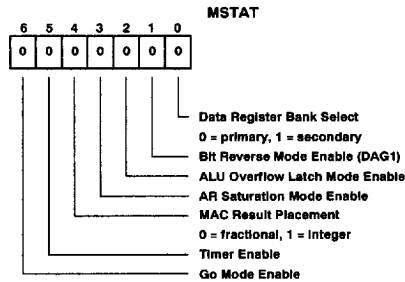 MSTAT
6 5 4 3 2 1 0
0 0 0 0 0 0 0
Data Register Bank Select
0 = primary, 1 = secondary
Bit Reverse Mode Enable (DAG1)
ALU Overflow Latch Mode Enable
AR Saturation Mode Enable
MAC Result Placement
0 = fractional, 1 = integer
Timer Enable
Go Mode Enable